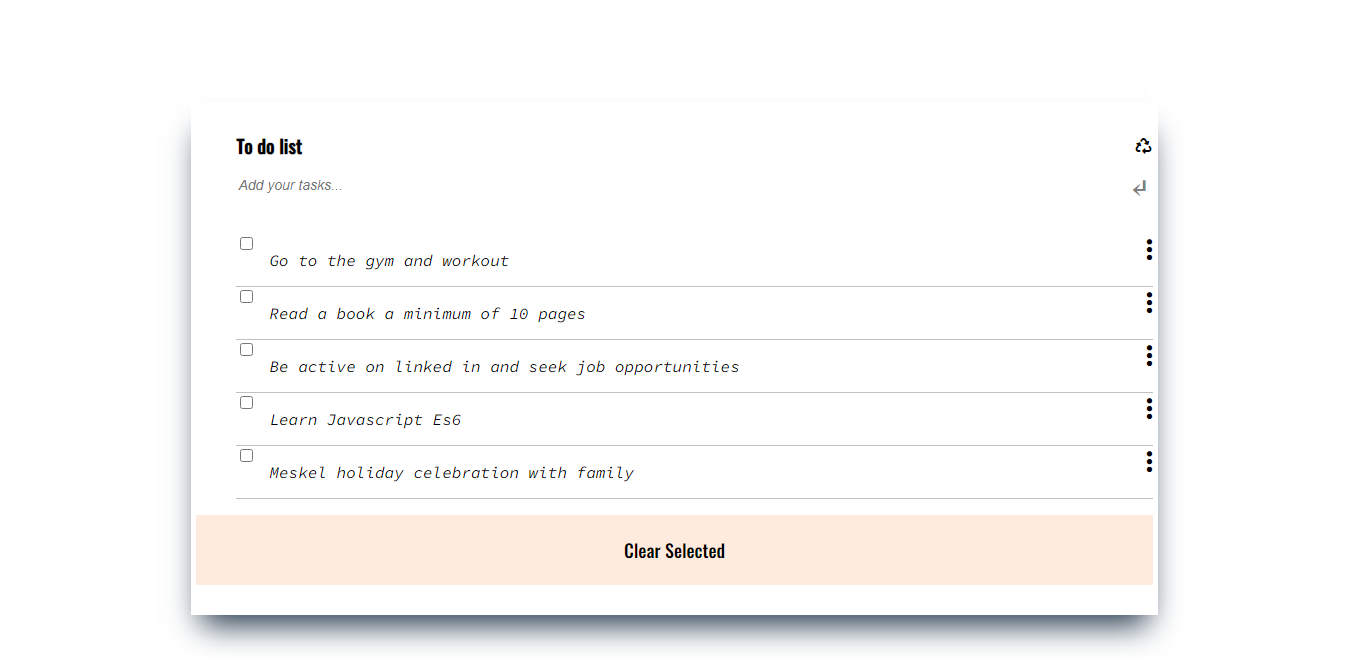 To do list
Add your tasks...
Go to the gym and workout
Read a book a minimum of 10 pages
Be active on linked in and seek job opportunities
Learn Javascript Es6
Meskel holiday celebration with family
Clear Selected